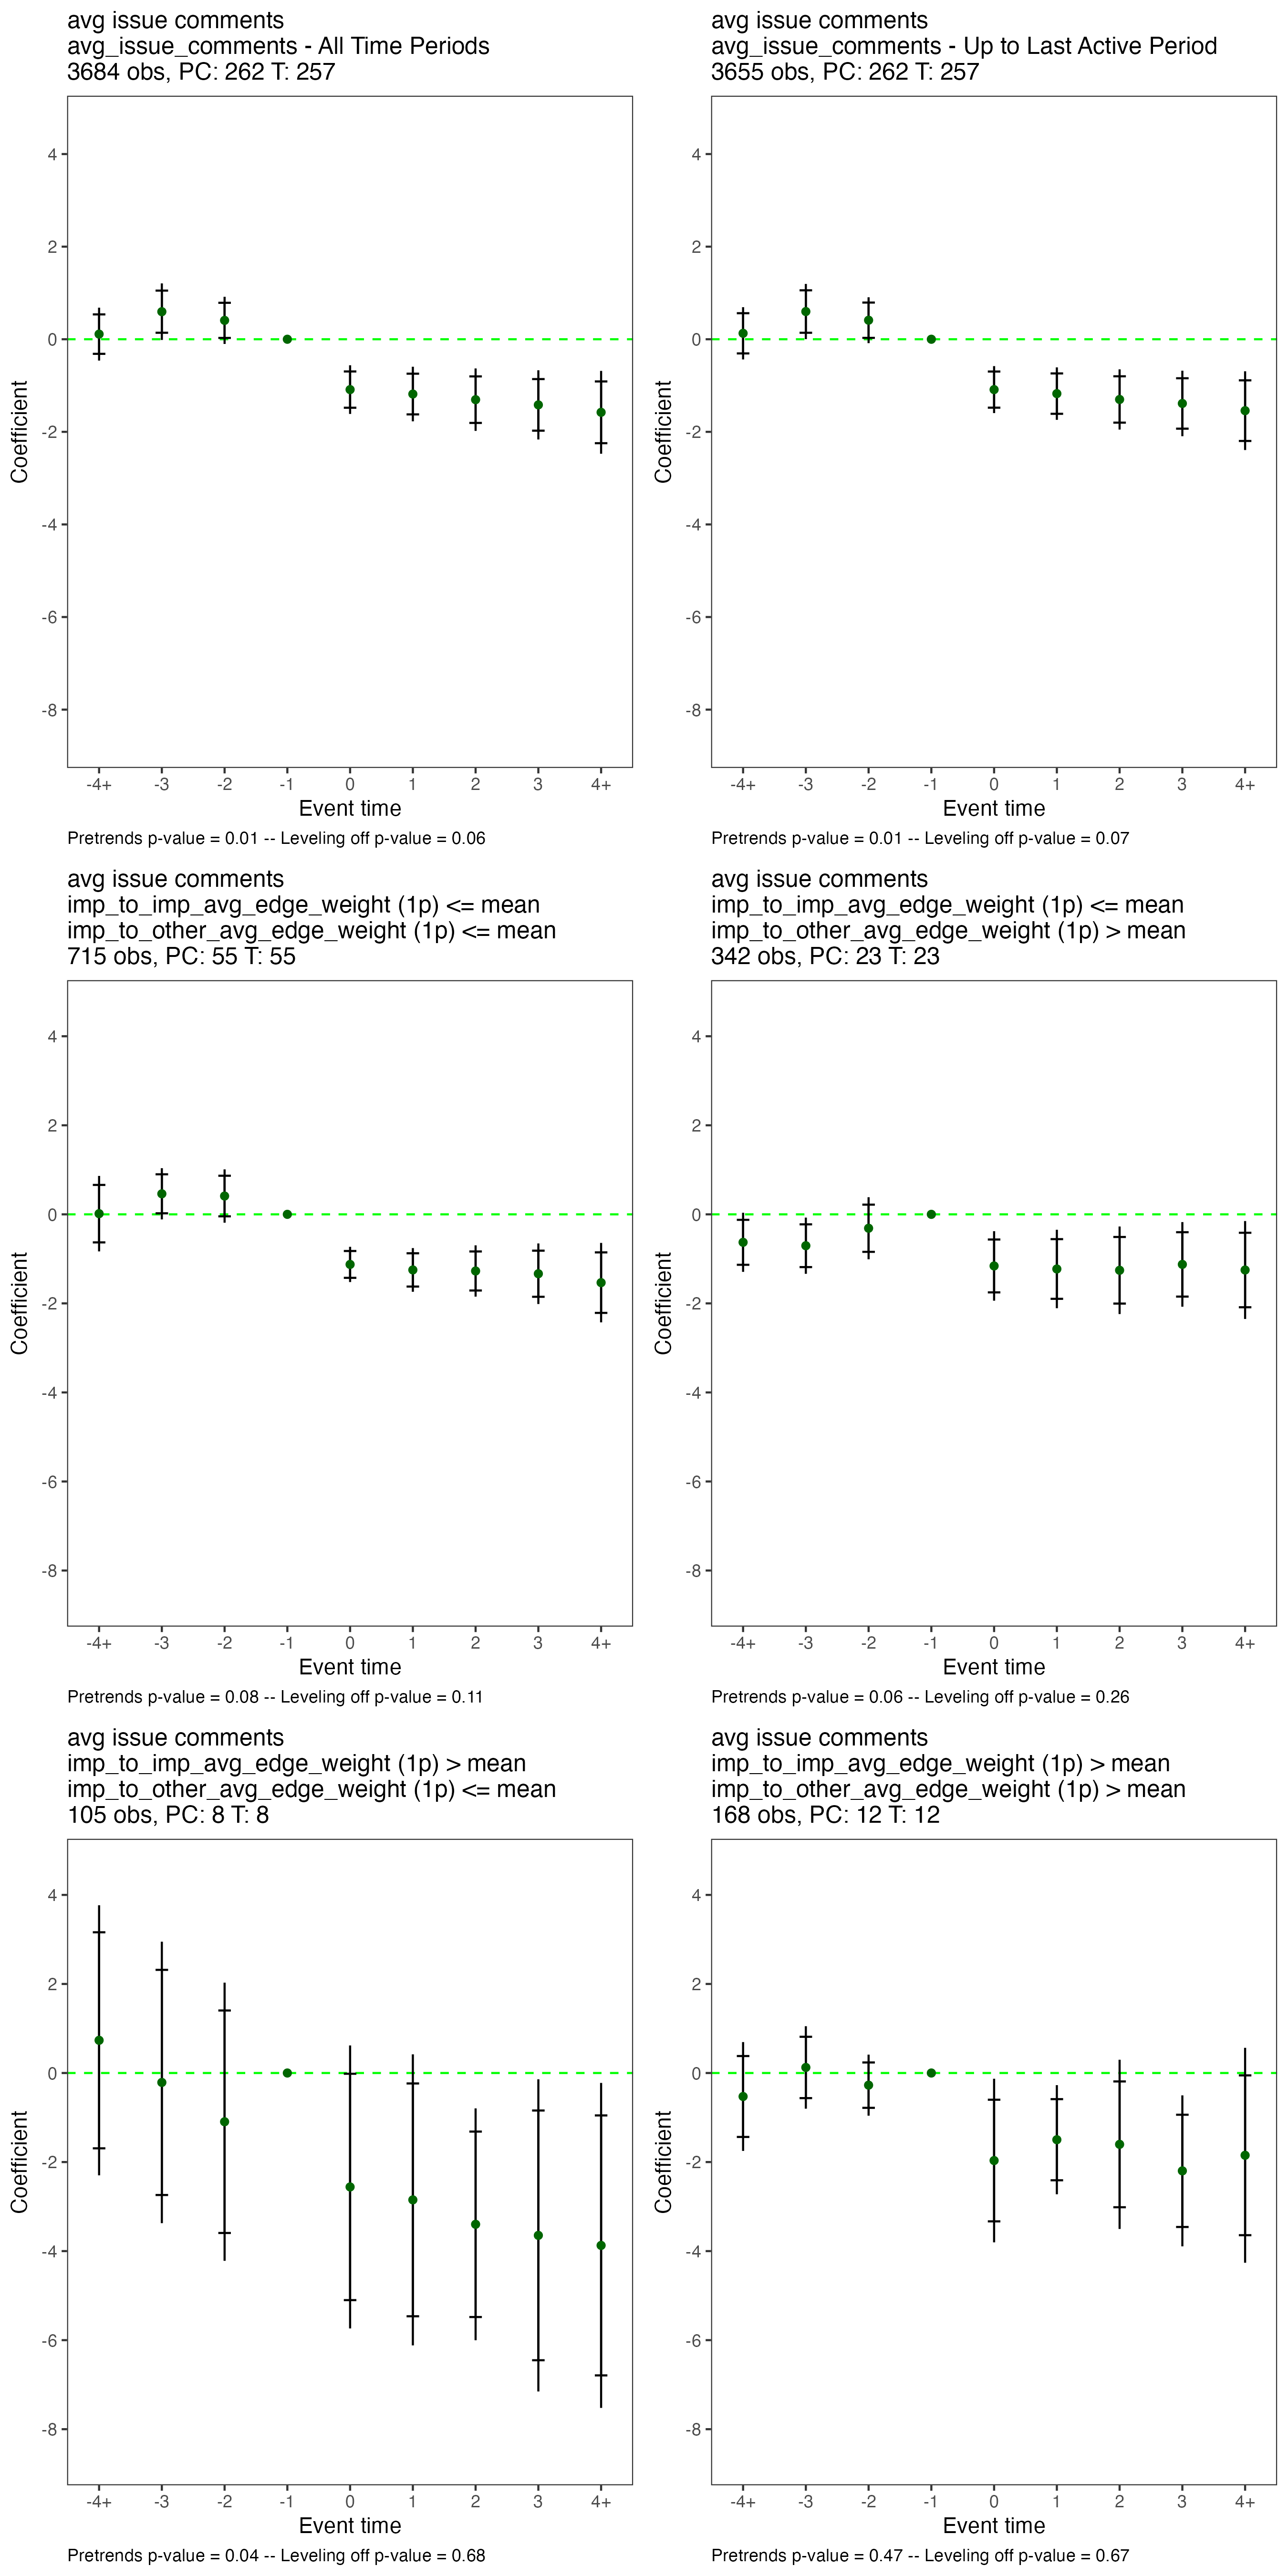 avg issue comments
avg_issue_comments - All Time Periods
3684 obs, PC: 262 T: 257
4
2
0
-2
-4
-6
-8
Coefficient
-4+ -3 -2 -1 0 1 2 3 4+
Event time
Pretrends p-value = 0.01 -- Leveling off p-value = 0.06
avg issue comments
avg_issue_comments - Up to Last Active Period
3655 obs, PC: 262 T: 257
4
2
0
-2
-4
-6
-8
Coefficient
-4+ -3 -2 -1 0 1 2 3 4+
Event time
Pretrends p-value = 0.01 -- Leveling off p-value = 0.07
avg issue comments
imp_to_imp_avg_edge_weight (1p) <= mean
imp_to_other_avg_edge_weight (1p) <= mean
715 obs, PC: 55 T: 55
4
2
0
-2
-4
-6
-8
Coefficient
-4+ -3 -2 -1 0 1 2 3 4+
Event time
Pretrends p-value = 0.08 -- Leveling off p-value = 0.11
avg issue comments
imp_to_imp_avg_edge_weight (1p) <= mean
imp_to_other_avg_edge_weight (1p) > mean
342 obs, PC: 23 T: 23
4
2
0
-2
-4
-6
-8
Coefficient
-4+ -3 -2 -1 0 1 2 3 4+
Event time
Pretrends p-value = 0.06 -- Leveling off p-value = 0.26
avg issue comments
imp_to_imp_avg_edge_weight (1p) > mean
imp_to_other_avg_edge_weight (1p) <= mean
105 obs, PC: 8 T: 8
4
2
0
-2
-4
-6
-8
Coefficient
-4+ -3 -2 -1 0 1 2 3 4+
Event time
Pretrends p-value = 0.04 -- Leveling off p-value = 0.68
avg issue comments
imp_to_imp_avg_edge_weight (1p) > mean
imp_to_other_avg_edge_weight (1p) > mean
168 obs, PC: 12 T: 12
4
2
0
-2
-4
-6
-8
Coefficient
-4+ -3 -2 -1 0 1 2 3 4+
Event time
Pretrends p-value = 0.47 -- Leveling off p-value = 0.67